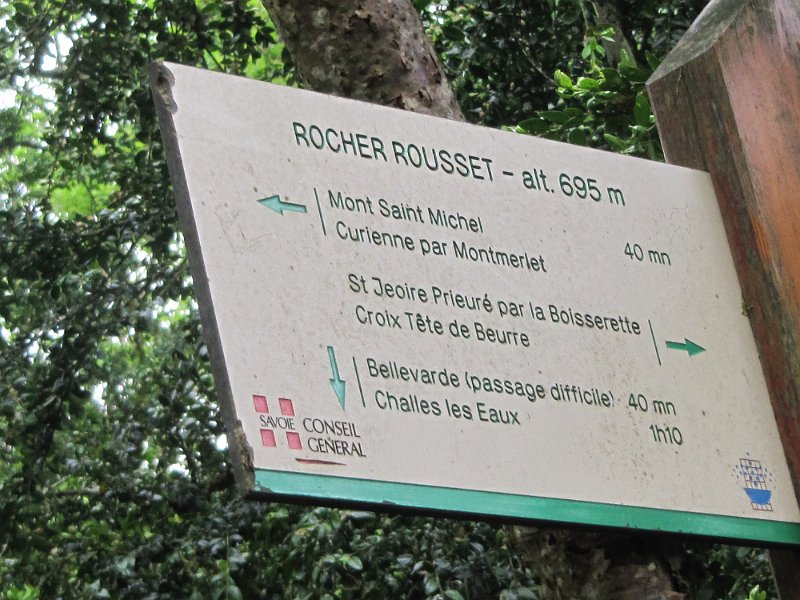 ROCHER ROUSSET - alt. 695 m
Mont Saint Michel
Curienne par Montmerlet 40 mn
St Jeoire Prieuré par la Boisserette
Croix Tête de Beurre
Bellevarde (passage difficile) 40 mn
Challes les Eaux 1h10
SAVOIE CONSEIL
GENERAL